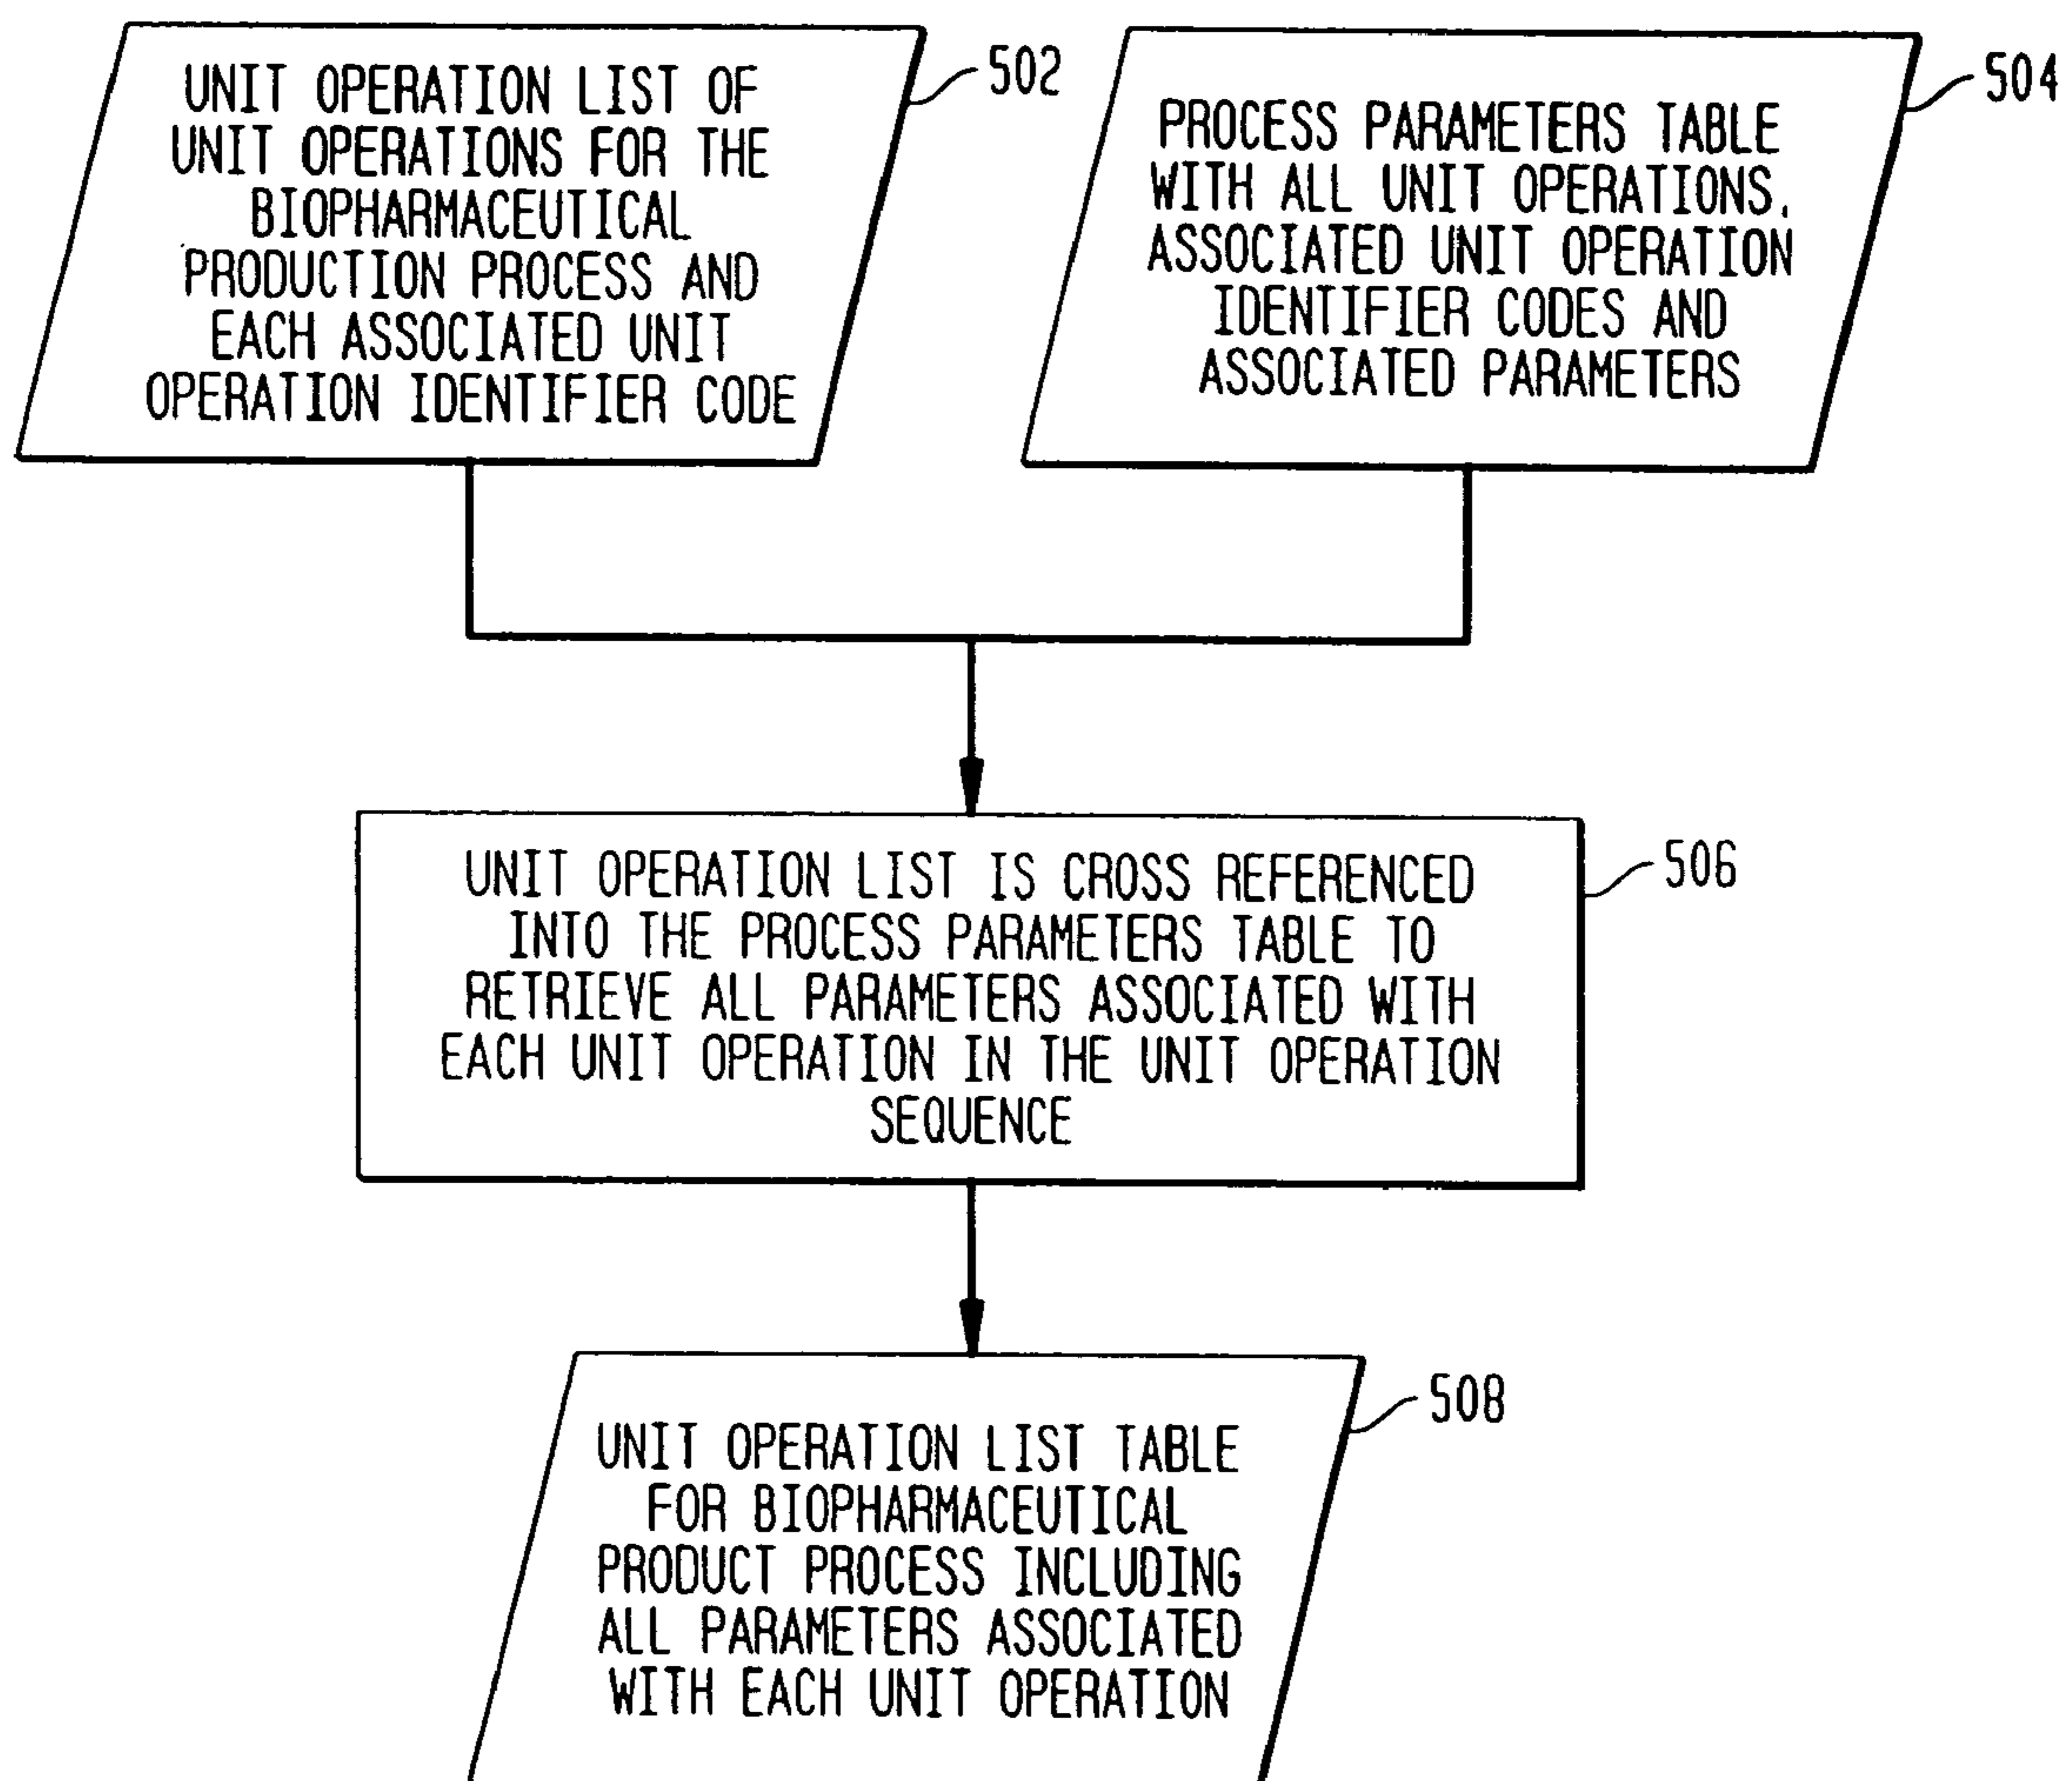 UNIT OPERATION LIST OF
UNIT OPERATIONS FOR THE
BIOPHARMACEUTICAL
PRODUCTION PROCESS AND
EACH ASSOCIATED UNIT
OPERATION IDENTIFIER CODE
502
PROCESS PARAMETERS TABLE
WITH ALL UNIT OPERATIONS,
ASSOCIATED UNIT OPERATION
IDENTIFIER CODES AND
ASSOCIATED PARAMETERS
504
UNIT OPERATION LIST IS CROSS REFERENCED
INTO THE PROCESS PARAMETERS TABLE TO
RETRIEVE ALL PARAMETERS ASSOCIATED WITH
EACH UNIT OPERATION IN THE UNIT OPERATION
SEQUENCE
506
UNIT OPERATION LIST TABLE
FOR BIOPHARMACEUTICAL
PRODUCT PROCESS INCLUDING
ALL PARAMETERS ASSOCIATED
WITH EACH UNIT OPERATION
508